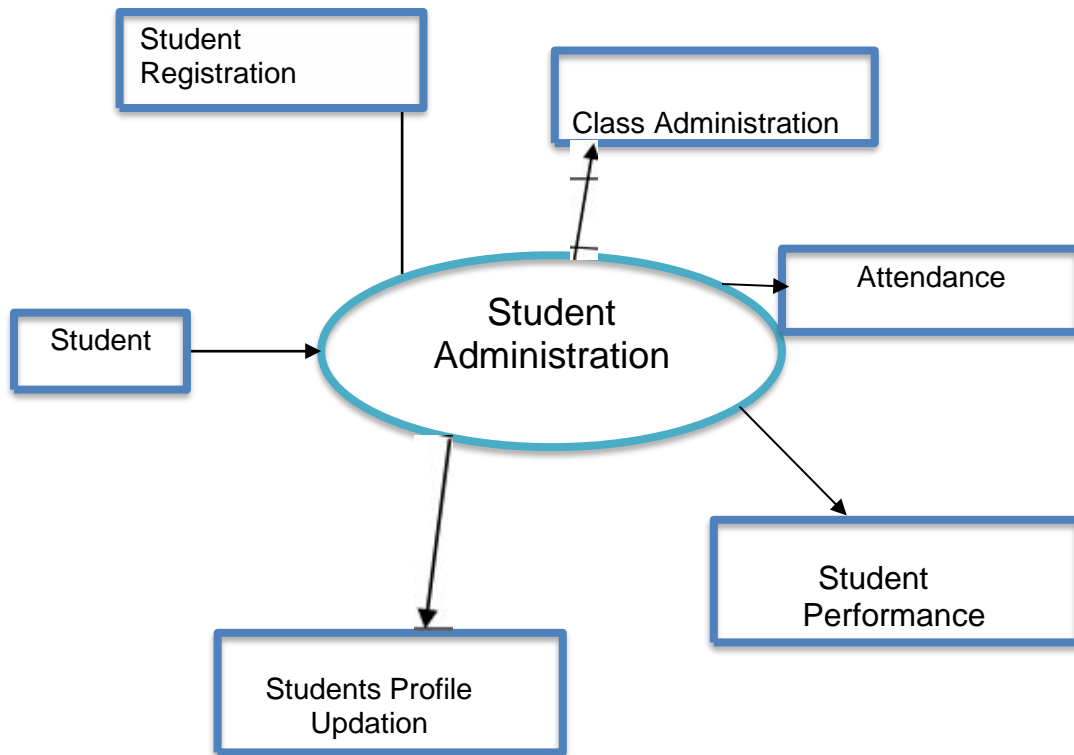 Student
Registration
Class Administration
Attendance
Student
Student
Administration
Student
Performance
Students Profile
Updation